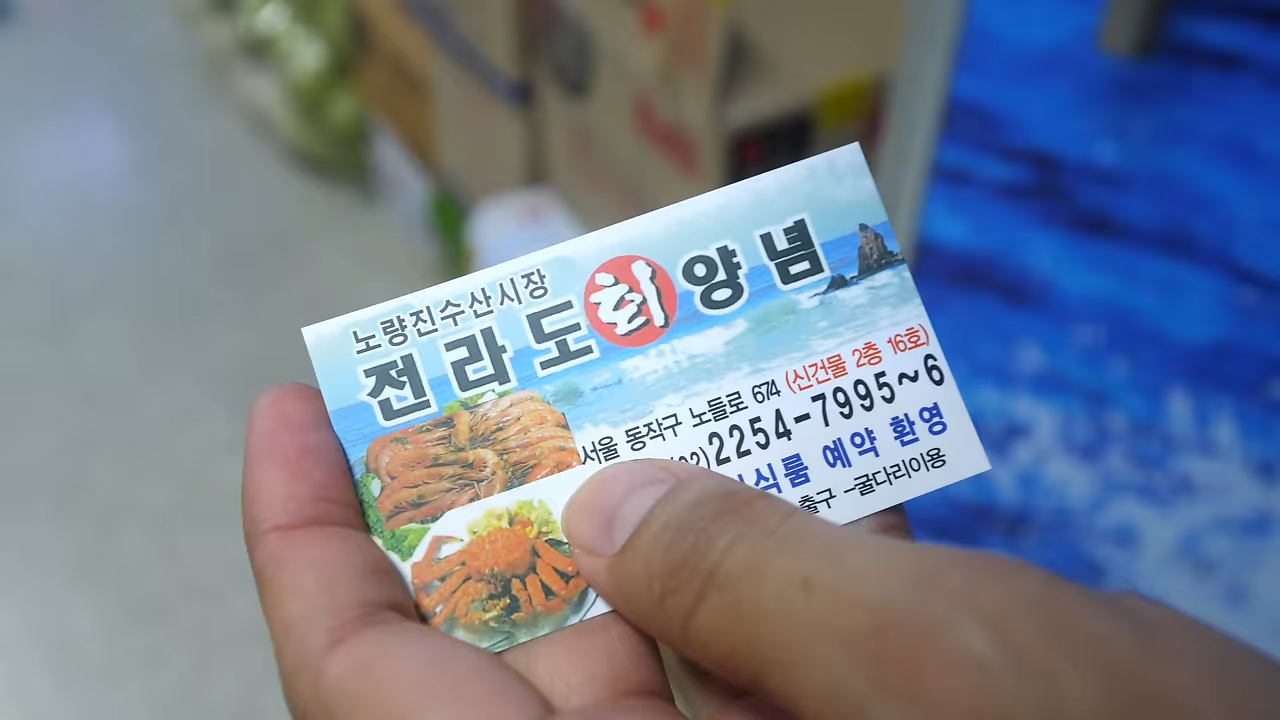 노량진수산시장
전라도회양념
서울 동작구 노들로 674 (신건물 2층 16호)
2254-7995~6
식룸 예약 환영
출구 -굴다리이용